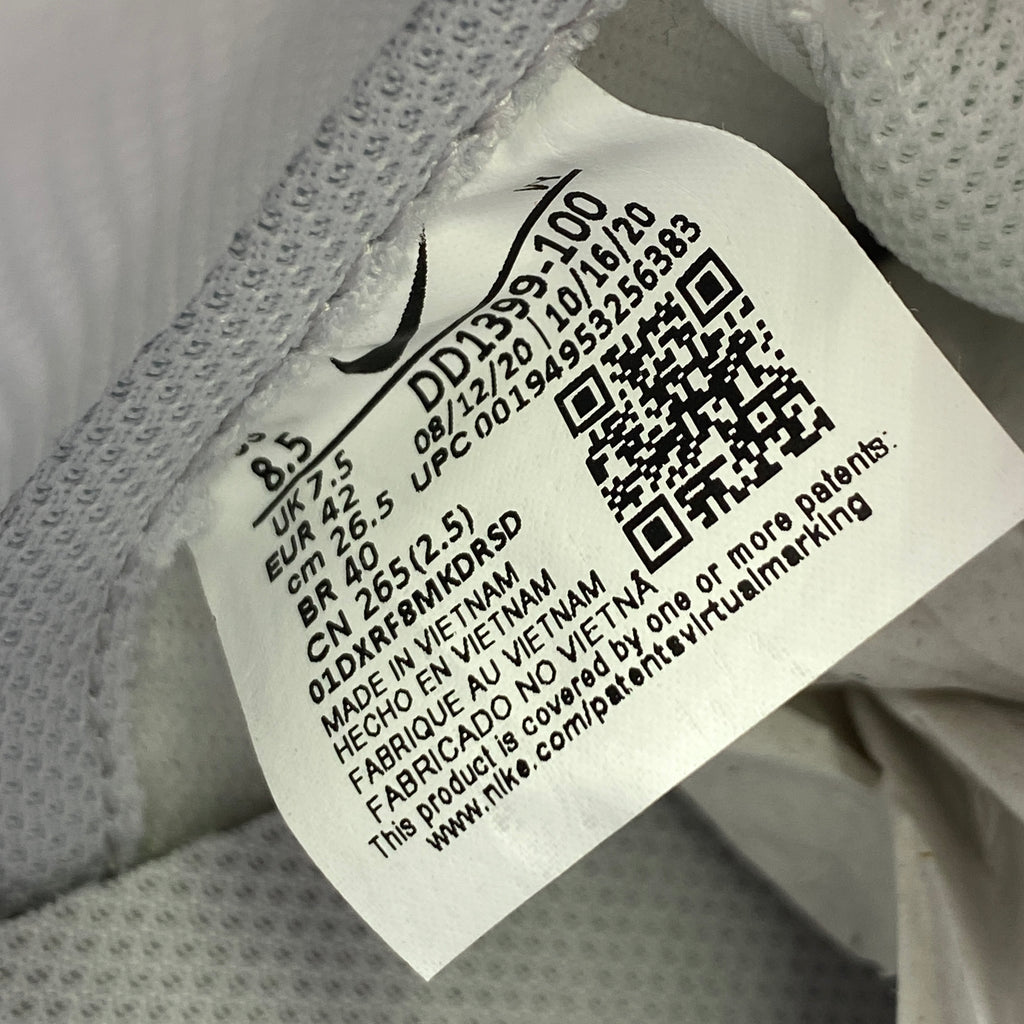 8.5
UK 7.5
EUR 42
cm 26.5
BR 40
CN 265(2.5)
DD1399-100
08/12/20 | 10/16/20
UPC 00194953256383
01DXRF8MKDRSD
MADE IN VIETNAM
HECHO EN VIETNAM
FABRIQUE AU VIETNAM
FABRICADO NO VIETNÃ
This product is covered by one or more patents:
www.nike.com/patentsvirtualmarking